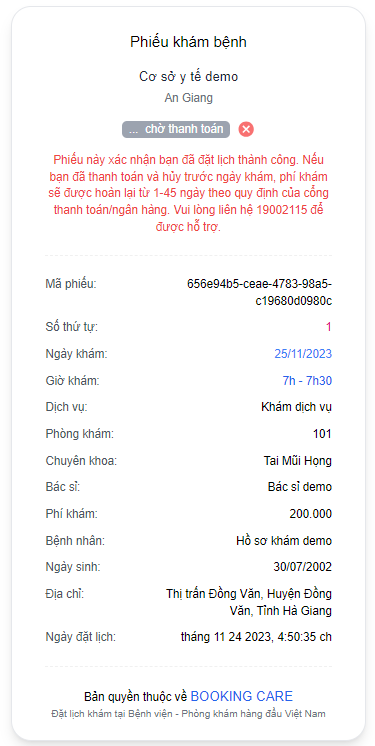 Phiếu khám bệnh
Cơ sở y tế demo
An Giang
... chờ thanh toán
Phiếu này xác nhận bạn đã đặt lịch thành công. Nếu
bạn đã thanh toán và hủy trước ngày khám, phí khám
sẽ được hoàn lại từ 1-45 ngày theo quy định của cổng
thanh toán/ngân hàng. Vui lòng liên hệ 19002115 để
được hỗ trợ.
Mã phiếu: 656e94b5-ceae-4783-98a5-
c19680d0980c
Số thứ tự: 1
Ngày khám: 25/11/2023
Giờ khám: 7h - 7h30
Dịch vụ: Khám dịch vụ
Phòng khám: 101
Chuyên khoa: Tai Mũi Họng
Bác sĩ: Bác sĩ demo
Phí khám: 200.000
Bệnh nhân: Hồ sơ khám demo
Ngày sinh: 30/07/2002
Địa chỉ: Thị trấn Đồng Văn, Huyện Đồng
Văn, Tỉnh Hà Giang
Ngày đặt lịch: tháng 11 24 2023, 4:50:35 ch
Bản quyền thuộc về BOOKING CARE
Đặt lịch khám tại Bệnh viện - Phòng khám hàng đầu Việt Nam